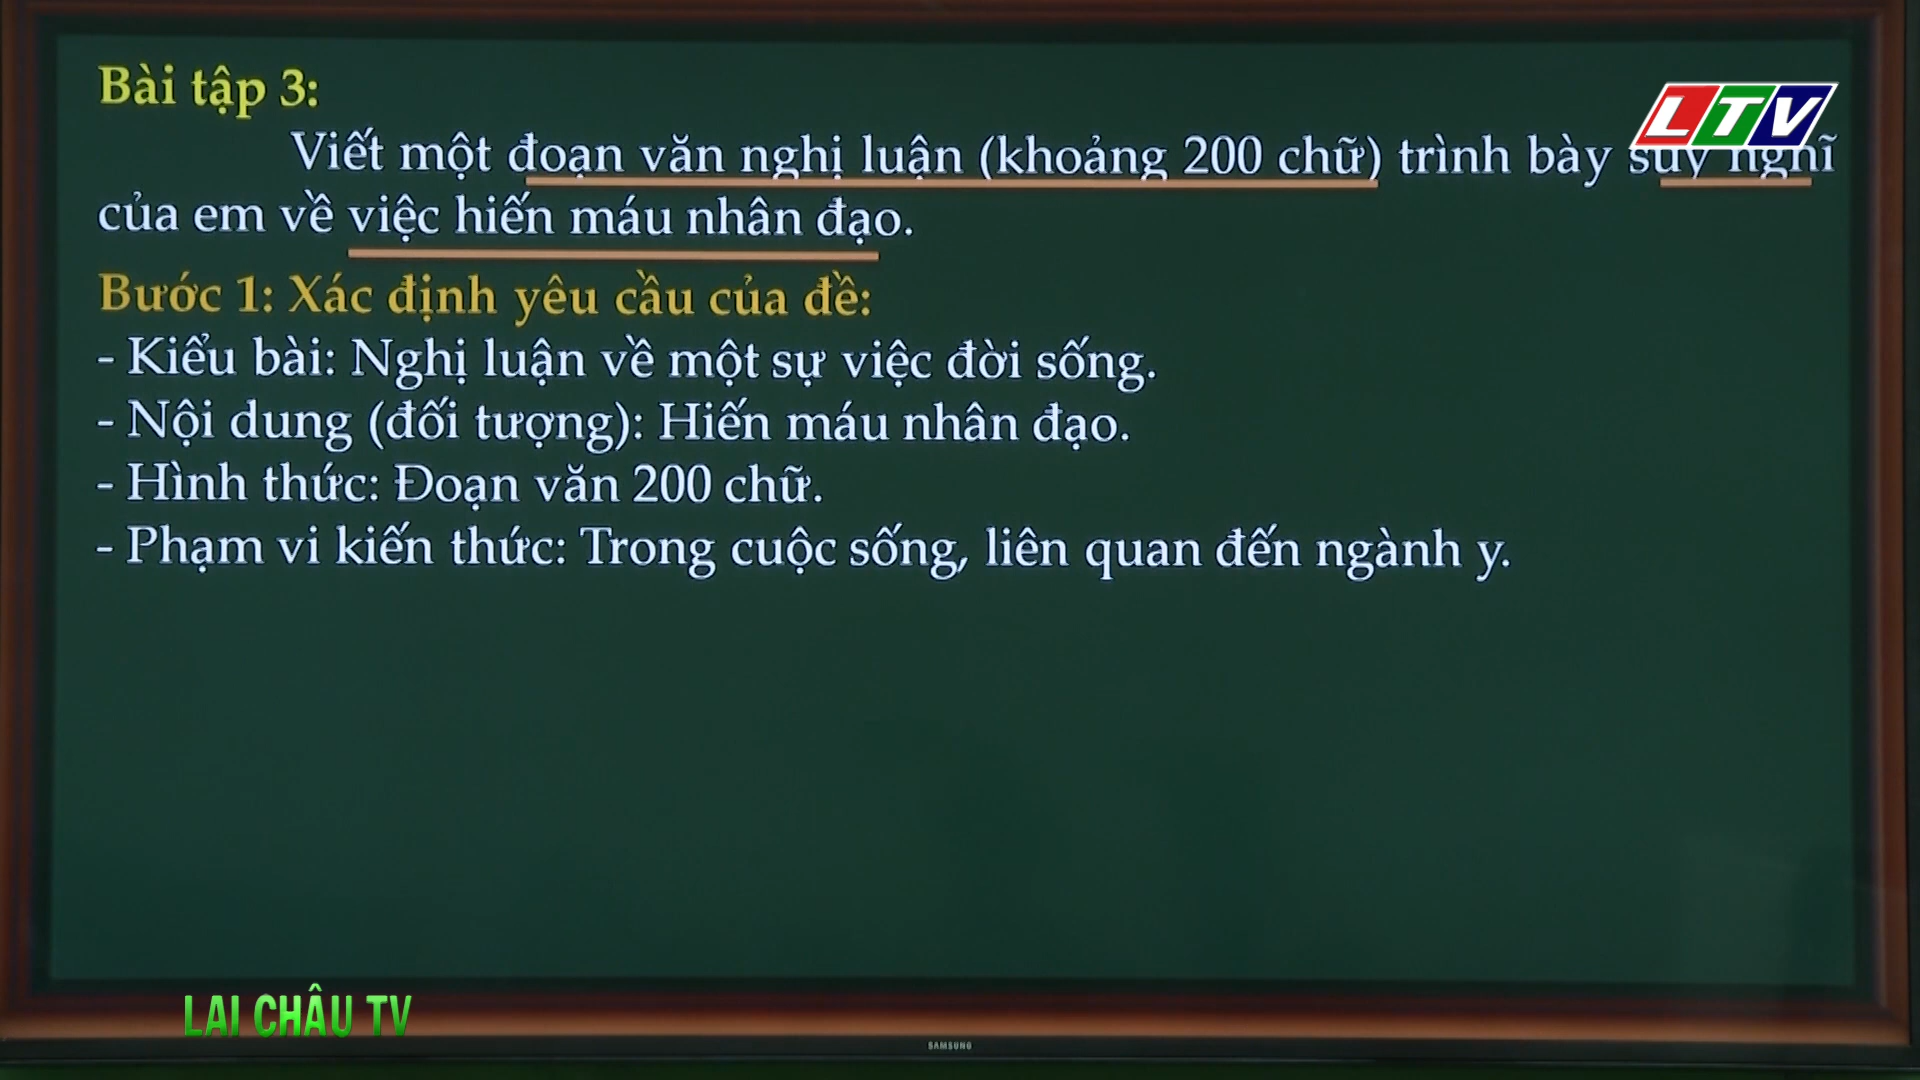 Bài tập 3:
LTV
Viết một đoạn văn nghị luận (khoảng 200 chữ) trình bày suy nghĩ
của em về việc hiến máu nhân đạo.
Bước 1: Xác định yêu cầu của đề:
- Kiểu bài: Nghị luận về một sự việc đời sống.
- Nội dung (đối tượng): Hiến máu nhân đạo.
- Hình thức: Đoạn văn 200 chữ.
- Phạm vi kiến thức: Trong cuộc sống, liên quan đến ngành y.
LAI CHÂU TV
SAMSUNG